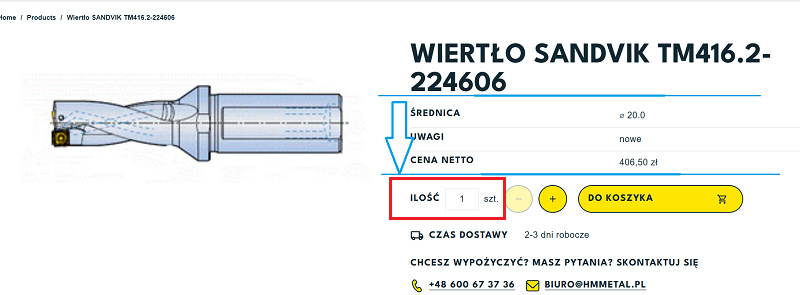 Home / Products / Wiertło SANDVIK TM416.2-224606
WIERTŁO SANDVIK TM416.2-
224606
ŚREDNICA ⌀ 20.0
UWAGI nowe
CENA NETTO 406,50 zł
ILOŚĆ 1 szt. − + DO KOSZYKA
CZAS DOSTAWY 2-3 dni robocze
CHCESZ WYPOŻYCZYĆ? MASZ PYTANIA? SKONTAKTUJ SIĘ
+48 600 67 37 36 BIURO@HMMETAL.PL